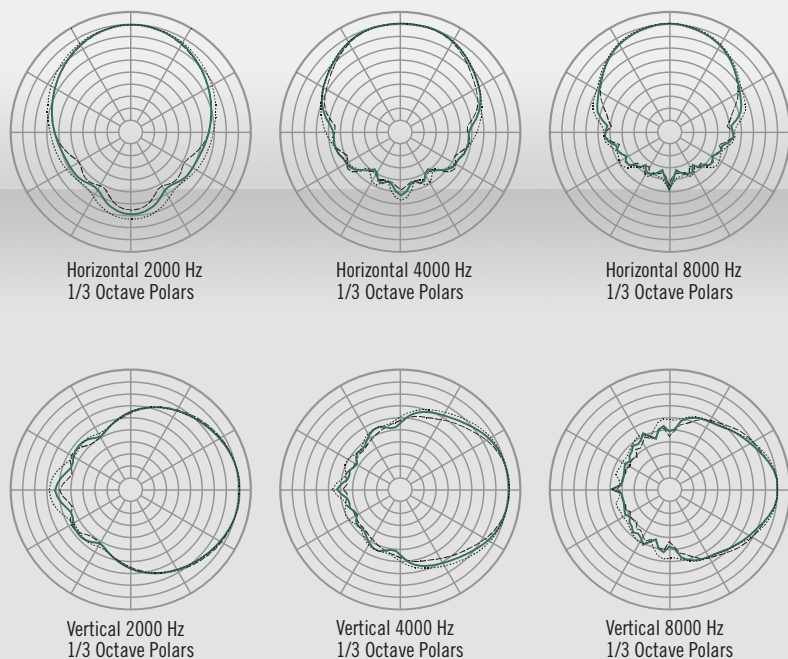 Horizontal 2000 Hz
1/3 Octave Polars
Horizontal 4000 Hz
1/3 Octave Polars
Horizontal 8000 Hz
1/3 Octave Polars
Vertical 2000 Hz
1/3 Octave Polars
Vertical 4000 Hz
1/3 Octave Polars
Vertical 8000 Hz
1/3 Octave Polars